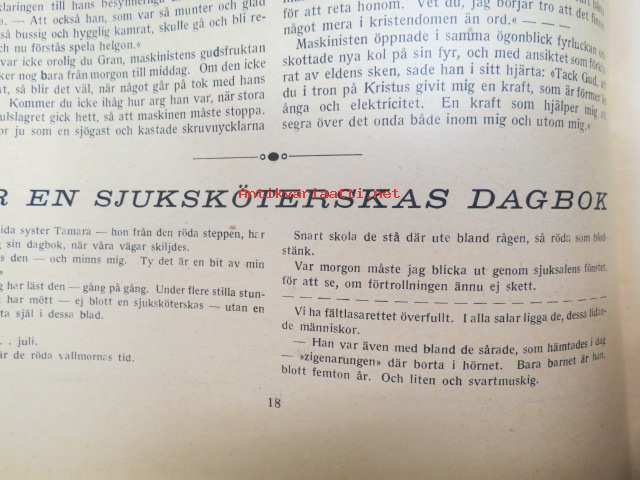 klaringen till hans besynnerliga
— Att också han, som var så munter och glad
så bussig och hygglig kamrat, skulle gå och bli re-
och nu förstås spela helgon.»
var icke orolig du Gran, maskinistens gudsfruktan
ker nog bara från morgon till middag. Om den icke
t, så blir det väl, när något går på tok med hans
Kommer du icke ihåg hur arg han var, när stora
ulslagret gick hett, så att maskinen måste stoppa.
or ju som en sjögast och kastade skruvnycklarna
för att reta honom. Vet du, jag börjar tro att det finns
något mera i kristendomen än ord.« — — —
Maskinisten öppnade i samma ögonblick fyrluckan
skottade nya kol på sin fyr, och med ansiktet som
rat av eldens sken, sade han i sitt hjärta: «Tack Gud,
du i tron på Kristus givit mig en kraft, som är förmer än
ånga och elektricitet. En kraft som hjälper mig
segra över det onda både inom mig och utom mig.»
R EN SJUKSKÖTERSKAS DAGBOK
Antikvariaatti.net
ida syster Tamara — hon från den röda steppen, har
g sin dagbok, när våra vägar skiljdes.
s den — och minns mig. Ty det är en bit av min
g har läst den — gång på gång. Under flere stilla stun-
har mött — ej blott en sjuksköterskas — utan en
ta själ i dessa blad.
. . juli.
är de röda vallmornas tid.
Snart skola de stå där ute bland rågen, så röda som blod-
stänk.
Var morgon måste jag blicka ut genom sjuksalens fönster,
för att se, om förtrollningen ännu ej skett.
Vi ha fältlasarettet överfullt. I alla salar ligga de, dessa lidan-
de människor.
— Han var även med bland de sårade, som hämtades i dag
— »zigenarungen» där borta i hörnet. Bara barnet är han,
blott femton år. Och liten och svartmuskig.
18